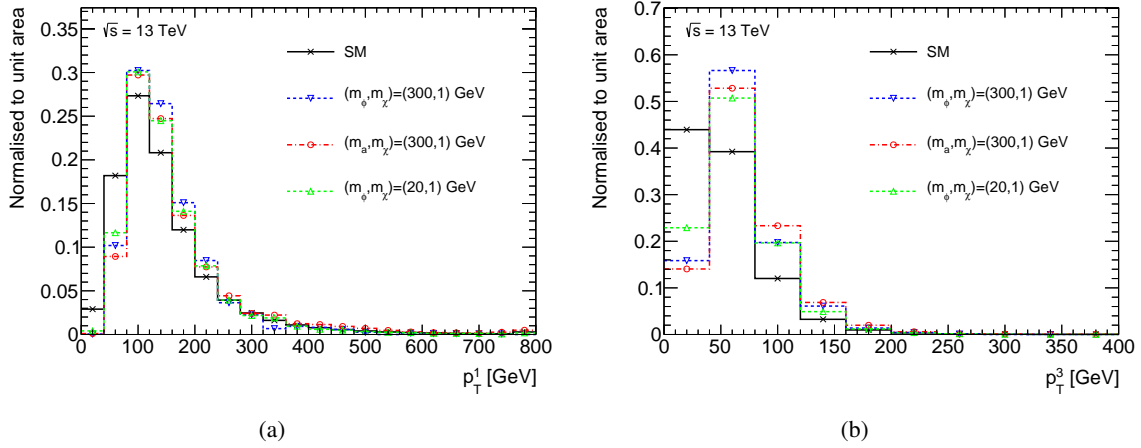 Normalised to unit area
√s = 13 TeV
SM
(m_ϕ,m_χ)=(300,1) GeV
(m_a,m_χ)=(300,1) GeV
(m_ϕ,m_χ)=(20,1) GeV
0.35
0.3
0.25
0.2
0.15
0.1
0.05
0
0 100 200 300 400 500 600 700 800
p_T^1 [GeV]
(a)
Normalised to unit area
√s = 13 TeV
SM
(m_ϕ,m_χ)=(300,1) GeV
(m_a,m_χ)=(300,1) GeV
(m_ϕ,m_χ)=(20,1) GeV
0.7
0.6
0.5
0.4
0.3
0.2
0.1
0.0
0 50 100 150 200 250 300 350 400
p_T^3 [GeV]
(b)